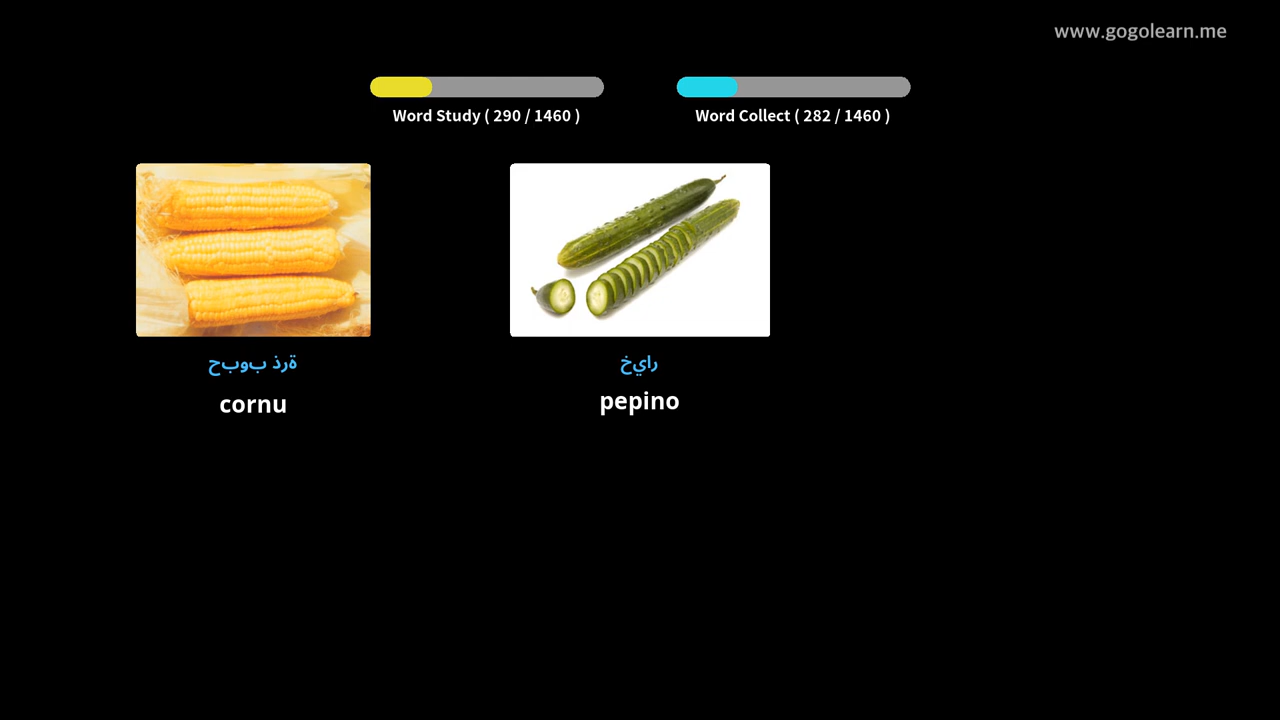 www.gogolearn.me
Word Study ( 290 / 1460 )
Word Collect ( 282 / 1460 )
ةرذ بوبح
cornu
رايخ
pepino